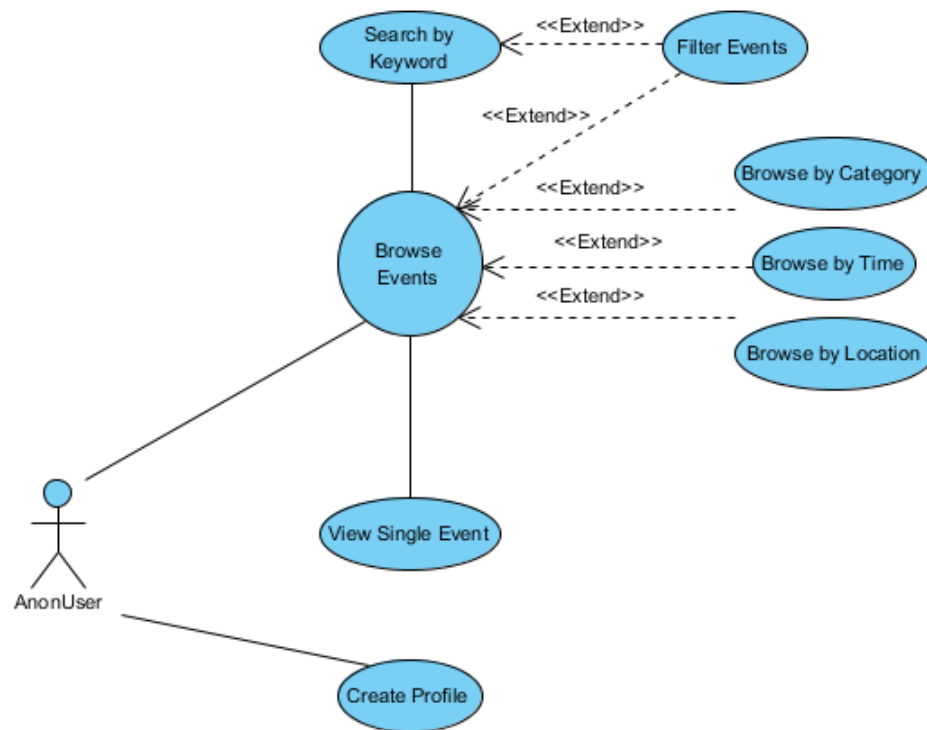 Search by
Keyword
<<Extend>>
Filter Events
<<Extend>>
Browse by Category
<<Extend>>
Browse
Events
<<Extend>>
Browse by Time
<<Extend>>
Browse by Location
View Single Event
AnonUser
Create Profile